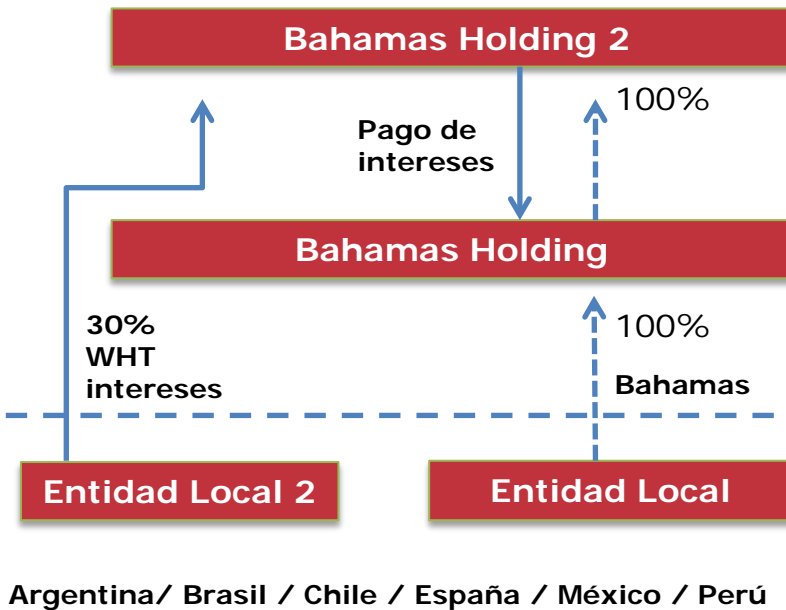 Bahamas Holding 2
Pago de
intereses
100%
Bahamas Holding
30%
WHT
intereses
100%
Bahamas
Entidad Local 2
Entidad Local
Argentina/ Brasil / Chile / España / México / Perú